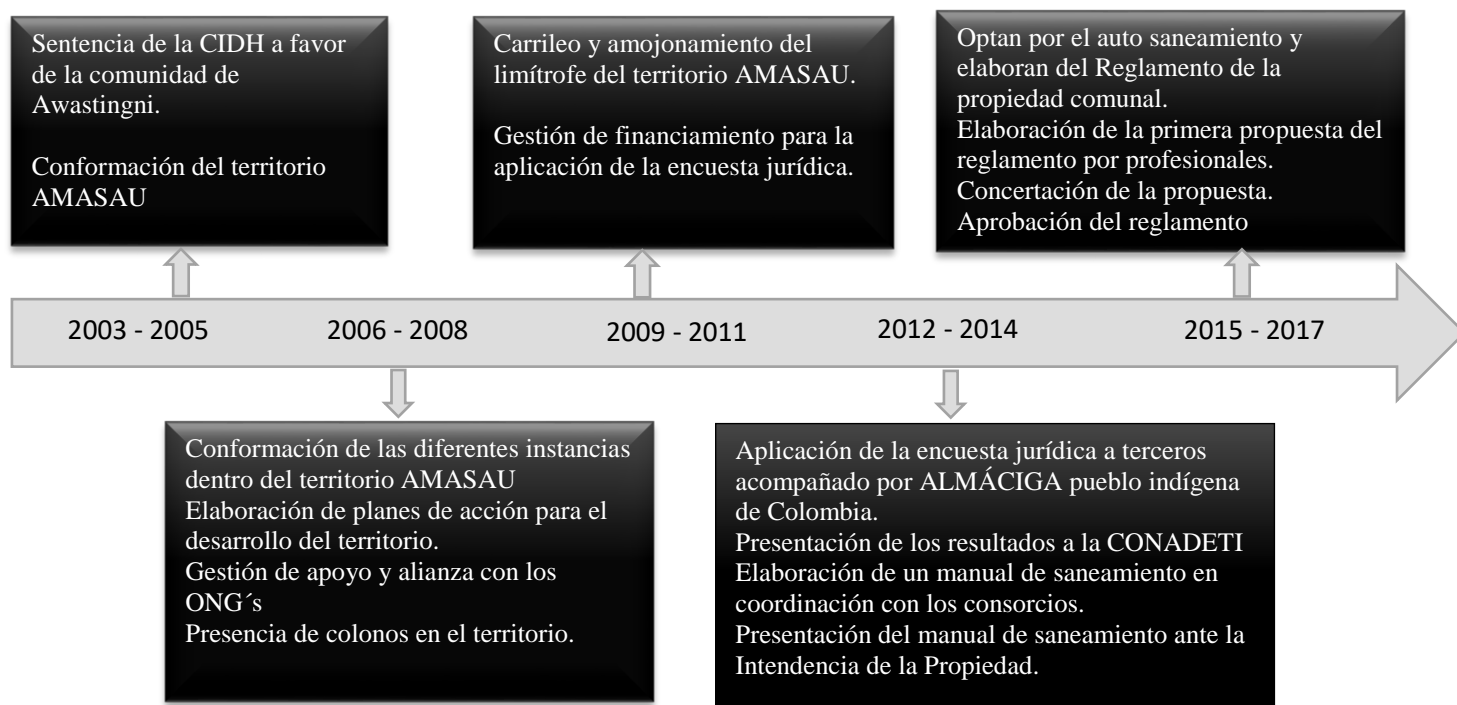 Sentencia de la CIDH a favor
de la comunidad de
Awastingni.
Conformación del territorio
AMASAU
Carrileo y amojonamiento del
limítrofe del territorio AMASAU.
Gestión de financiamiento para la
aplicación de la encuesta jurídica.
Optan por el auto saneamiento y
elaboran del Reglamento de la
propiedad comunal.
Elaboración de la primera propuesta del
reglamento por profesionales.
Concertación de la propuesta.
Aprobación del reglamento
2003 - 2005
2006 - 2008
2009 - 2011
2012 - 2014
2015 - 2017
Conformación de las diferentes instancias
dentro del territorio AMASAU
Elaboración de planes de acción para el
desarrollo del territorio.
Gestión de apoyo y alianza con los
ONG´s
Presencia de colonos en el territorio.
Aplicación de la encuesta jurídica a terceros
acompañado por ALMÁCIGA pueblo indígena
de Colombia.
Presentación de los resultados a la CONADETI
Elaboración de un manual de saneamiento en
coordinación con los consorcios.
Presentación del manual de saneamiento ante la
Intendencia de la Propiedad.